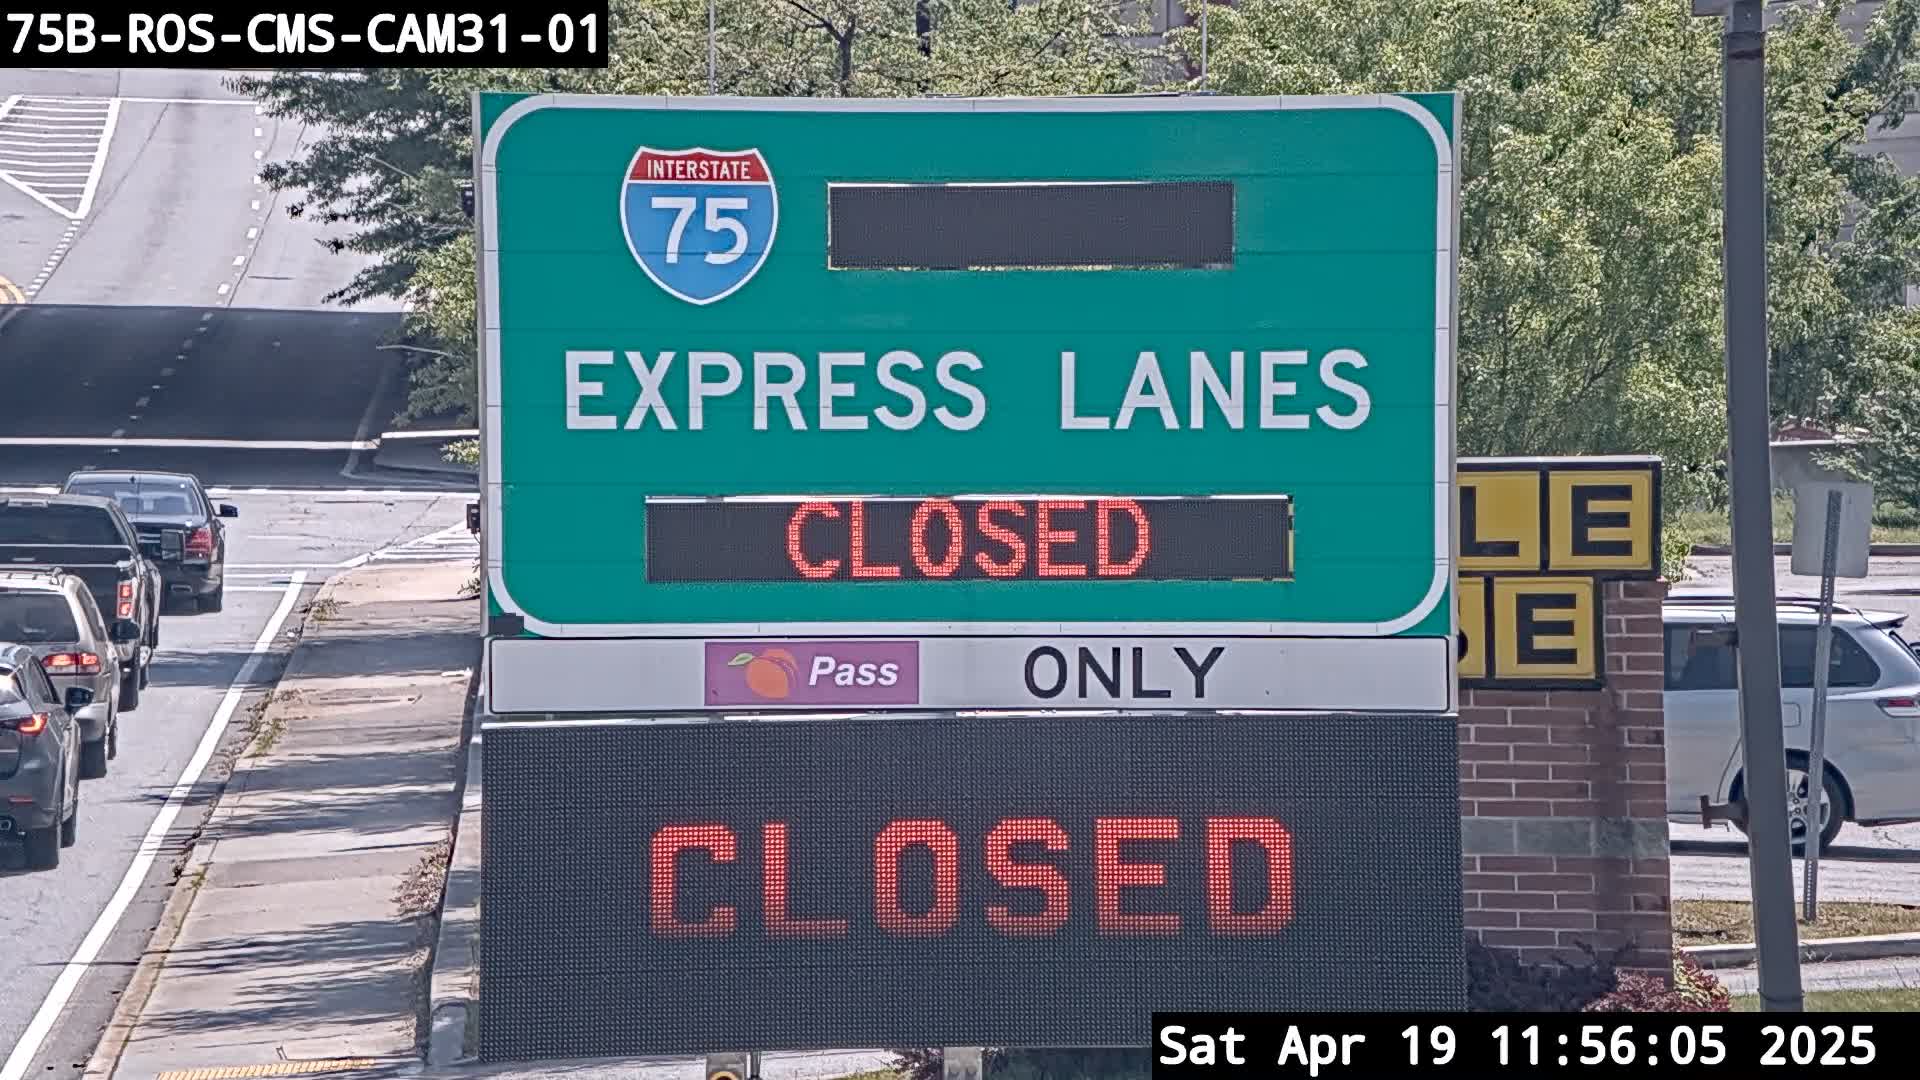 75B-ROS-CMS-CAM31-01
INTERSTATE
75
EXPRESS LANES
CLOSED
LE
E
Pass ONLY
CLOSED
Sat Apr 19 11:56:05 2025